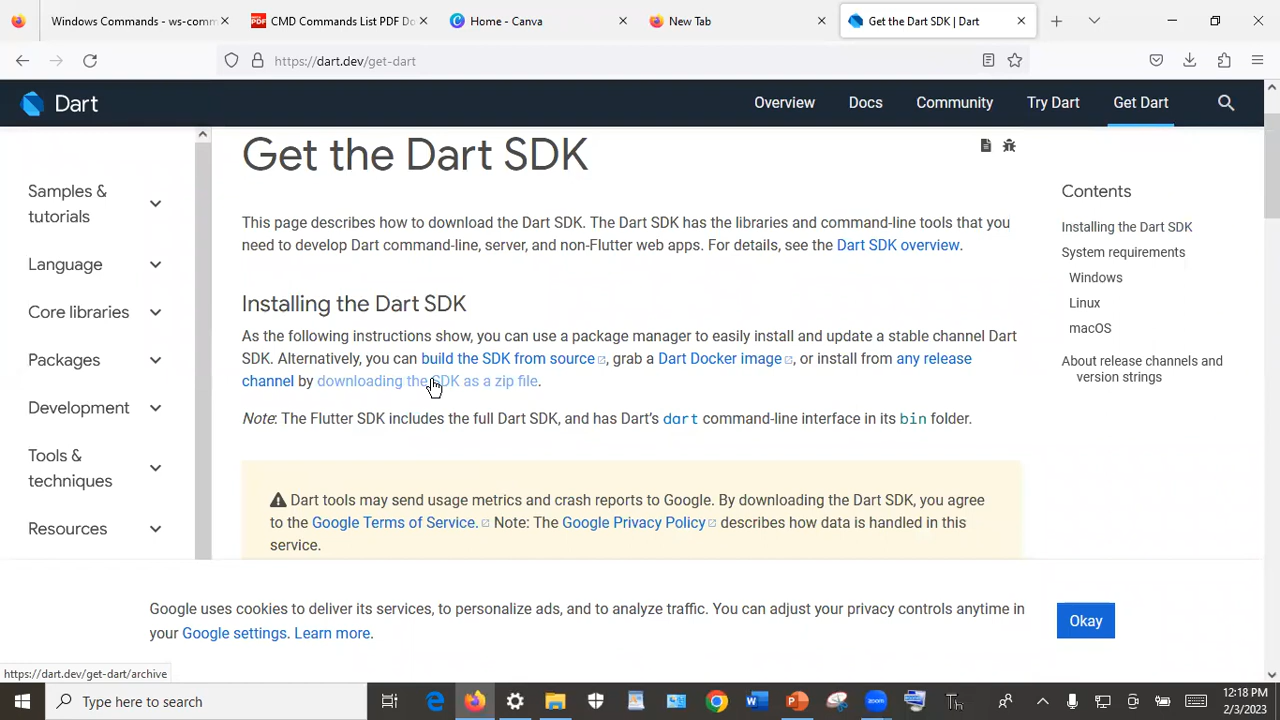 Windows Commands - ws-comm
CMD Commands List PDF Do
Home - Canva
New Tab
Get the Dart SDK | Dart
https://dart.dev/get-dart
Dart
Overview
Docs
Community
Try Dart
Get Dart
Samples &
tutorials
Language
Core libraries
Packages
Development
Tools &
techniques
Resources
Get the Dart SDK
This page describes how to download the Dart SDK. The Dart SDK has the libraries and command-line tools that you
need to develop Dart command-line, server, and non-Flutter web apps. For details, see the Dart SDK overview.
Installing the Dart SDK
As the following instructions show, you can use a package manager to easily install and update a stable channel Dart
SDK. Alternatively, you can build the SDK from source, grab a Dart Docker image, or install from any release
channel by downloading the SDK as a zip file.
Note: The Flutter SDK includes the full Dart SDK, and has Dart's dart command-line interface in its bin folder.
Dart tools may send usage metrics and crash reports to Google. By downloading the Dart SDK, you agree
to the Google Terms of Service. Note: The Google Privacy Policy describes how data is handled in this
service.
Contents
Installing the Dart SDK
System requirements
Windows
Linux
macOS
About release channels and
version strings
Google uses cookies to deliver its services, to personalize ads, and to analyze traffic. You can adjust your privacy controls anytime in
your Google settings. Learn more.
Okay
https://dart.dev/get-dart/archive
Type here to search
zoom
12:18 PM
2/3/2023